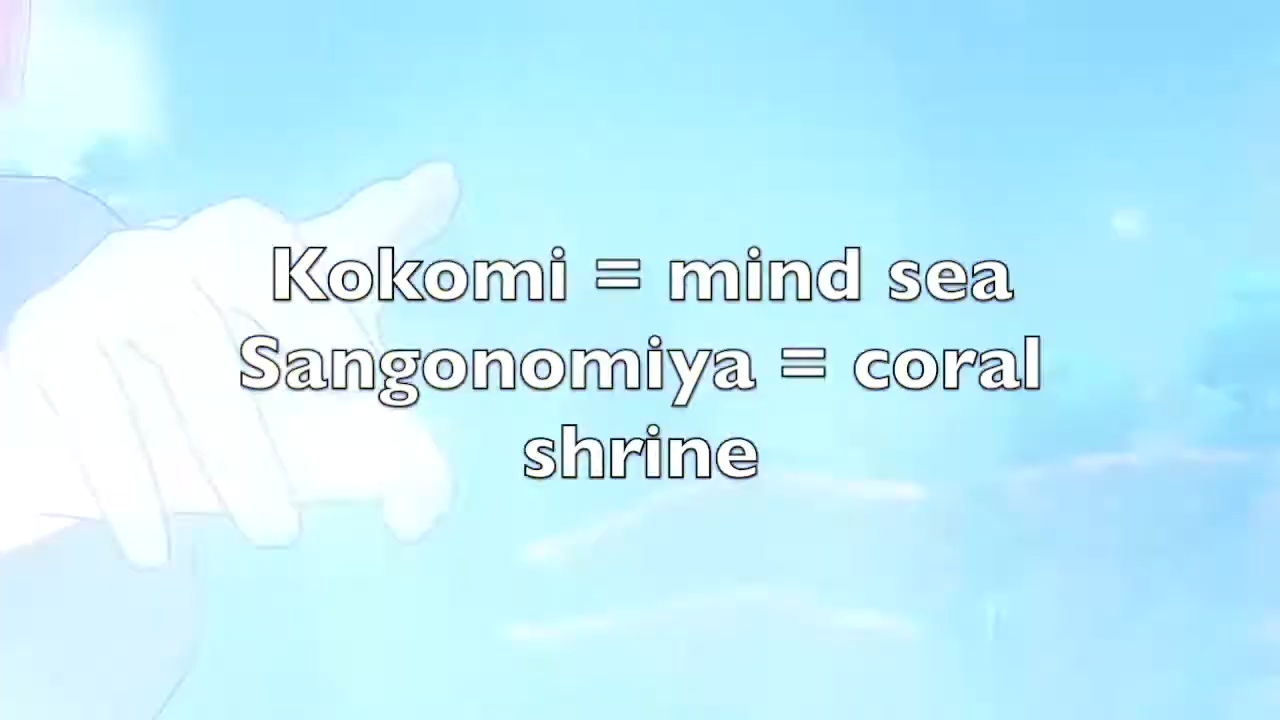 Kokomi = mind sea
Sangonomiya = coral
shrine